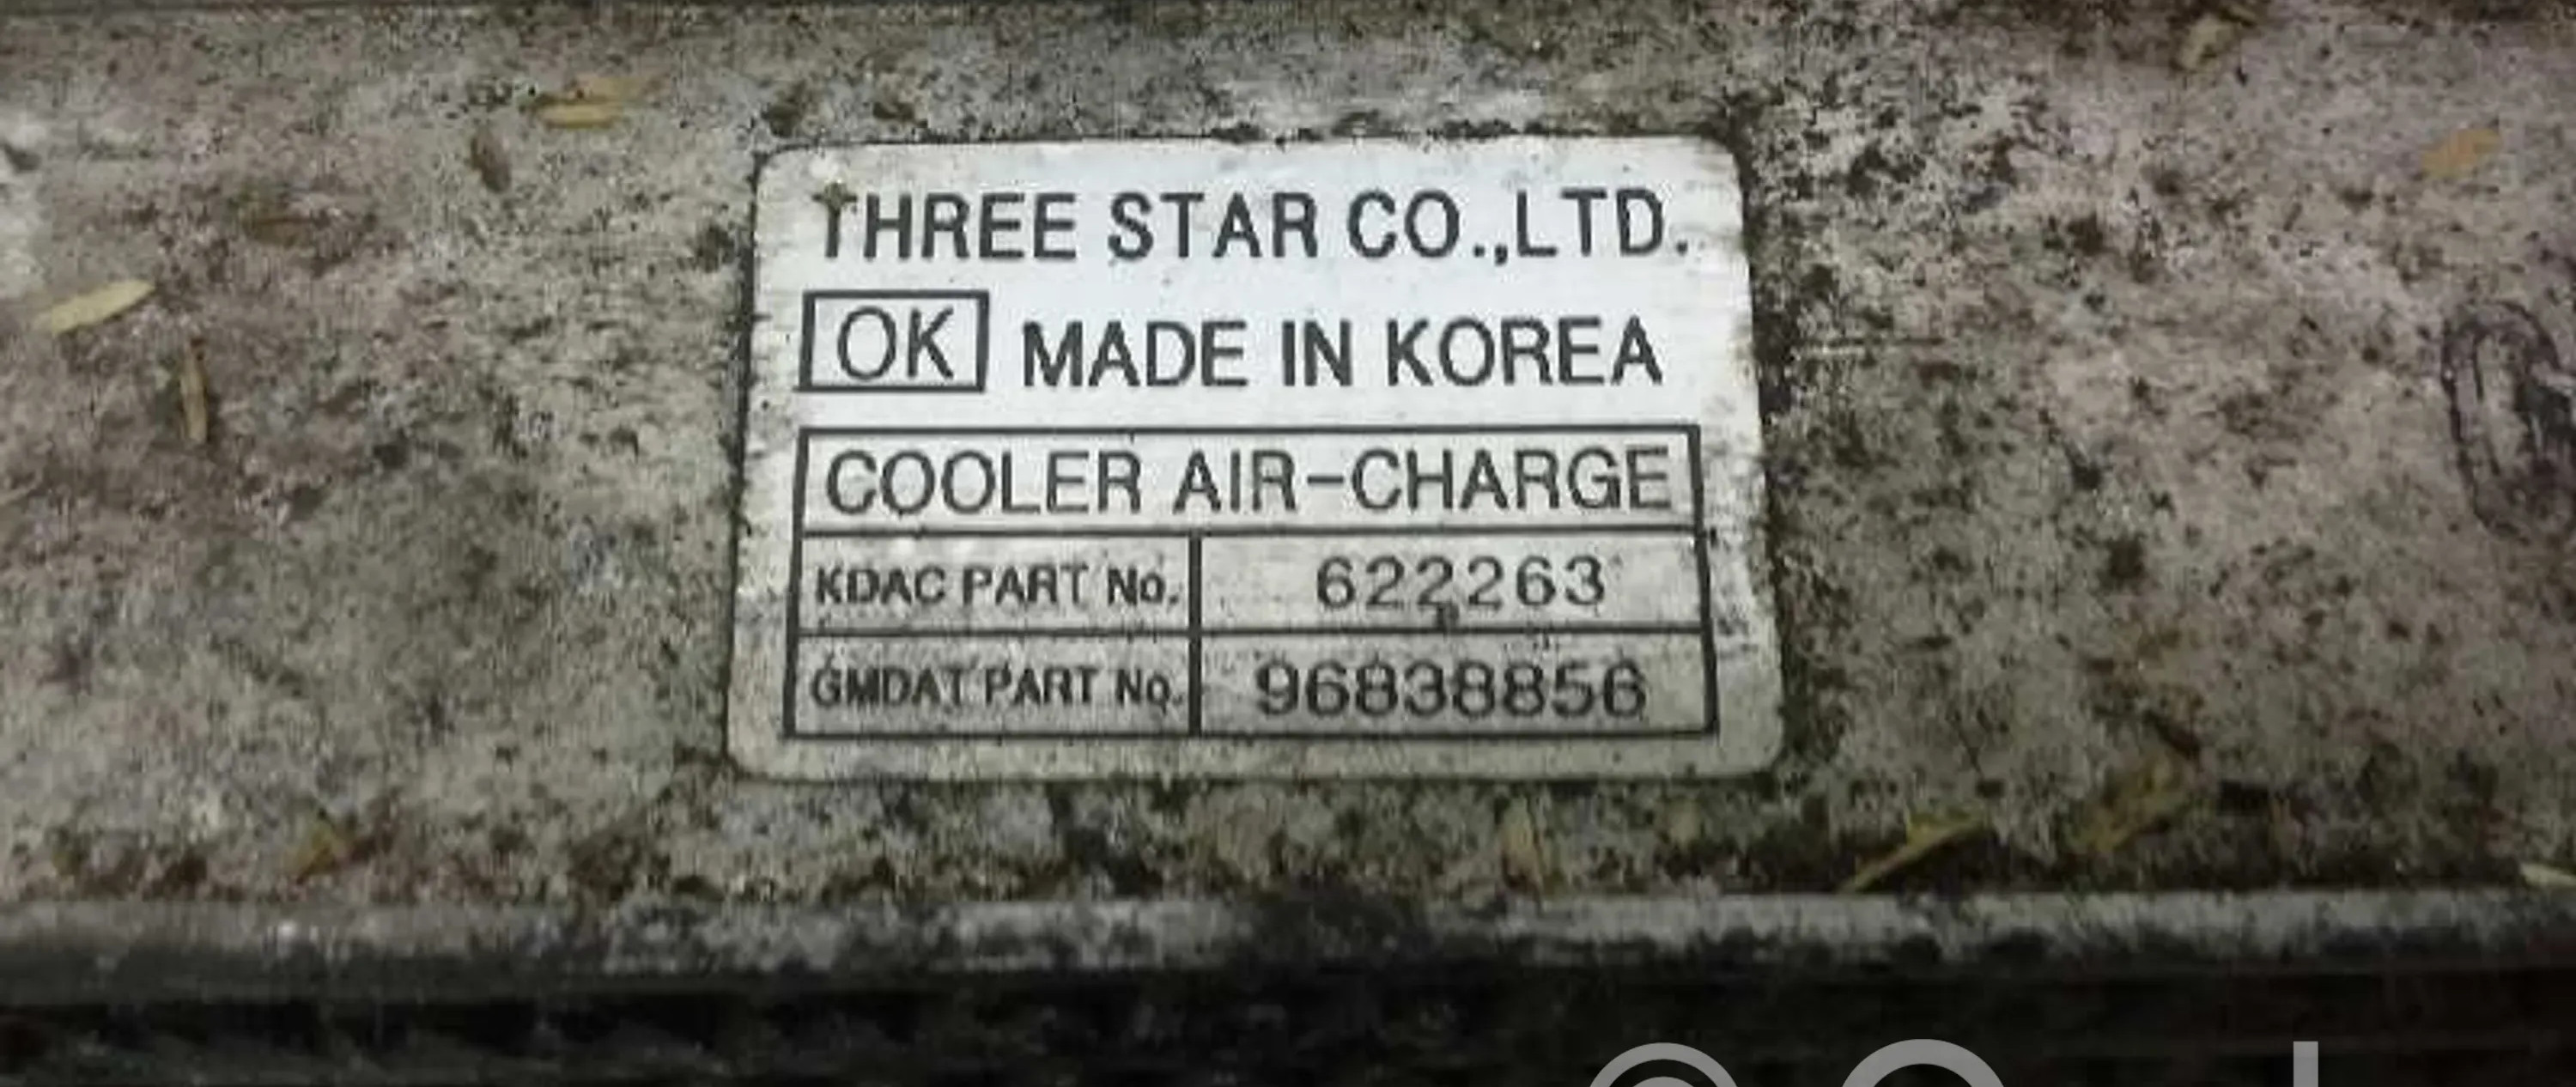 THREE STAR CO.,LTD.
OK MADE IN KOREA
COOLER AIR-CHARGE
KDAC PART No. 622263
GMDAT PART No. 96838856